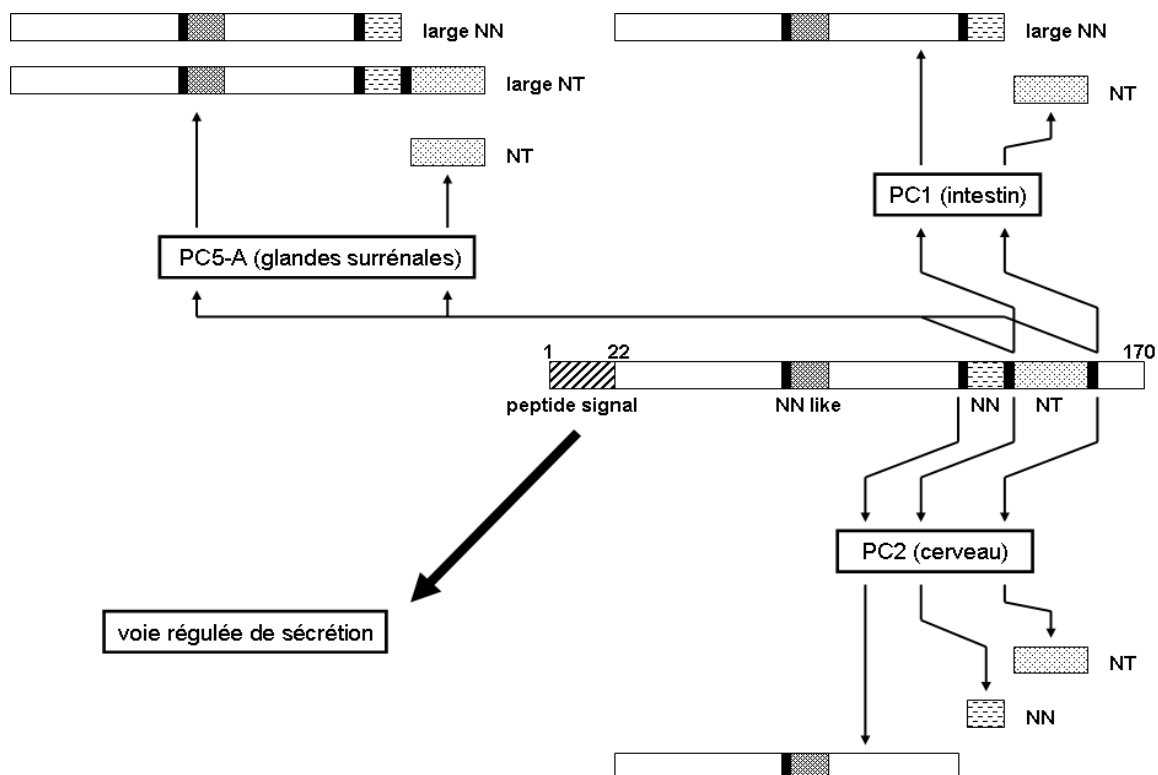 large NN
large NN
large NT
NT
NT
PC1 (intestin)
PC5-A (glandes surrénales)
1 22 170
peptide signal NN like NN NT
PC2 (cerveau)
voie régulée de sécrétion
NT
NN